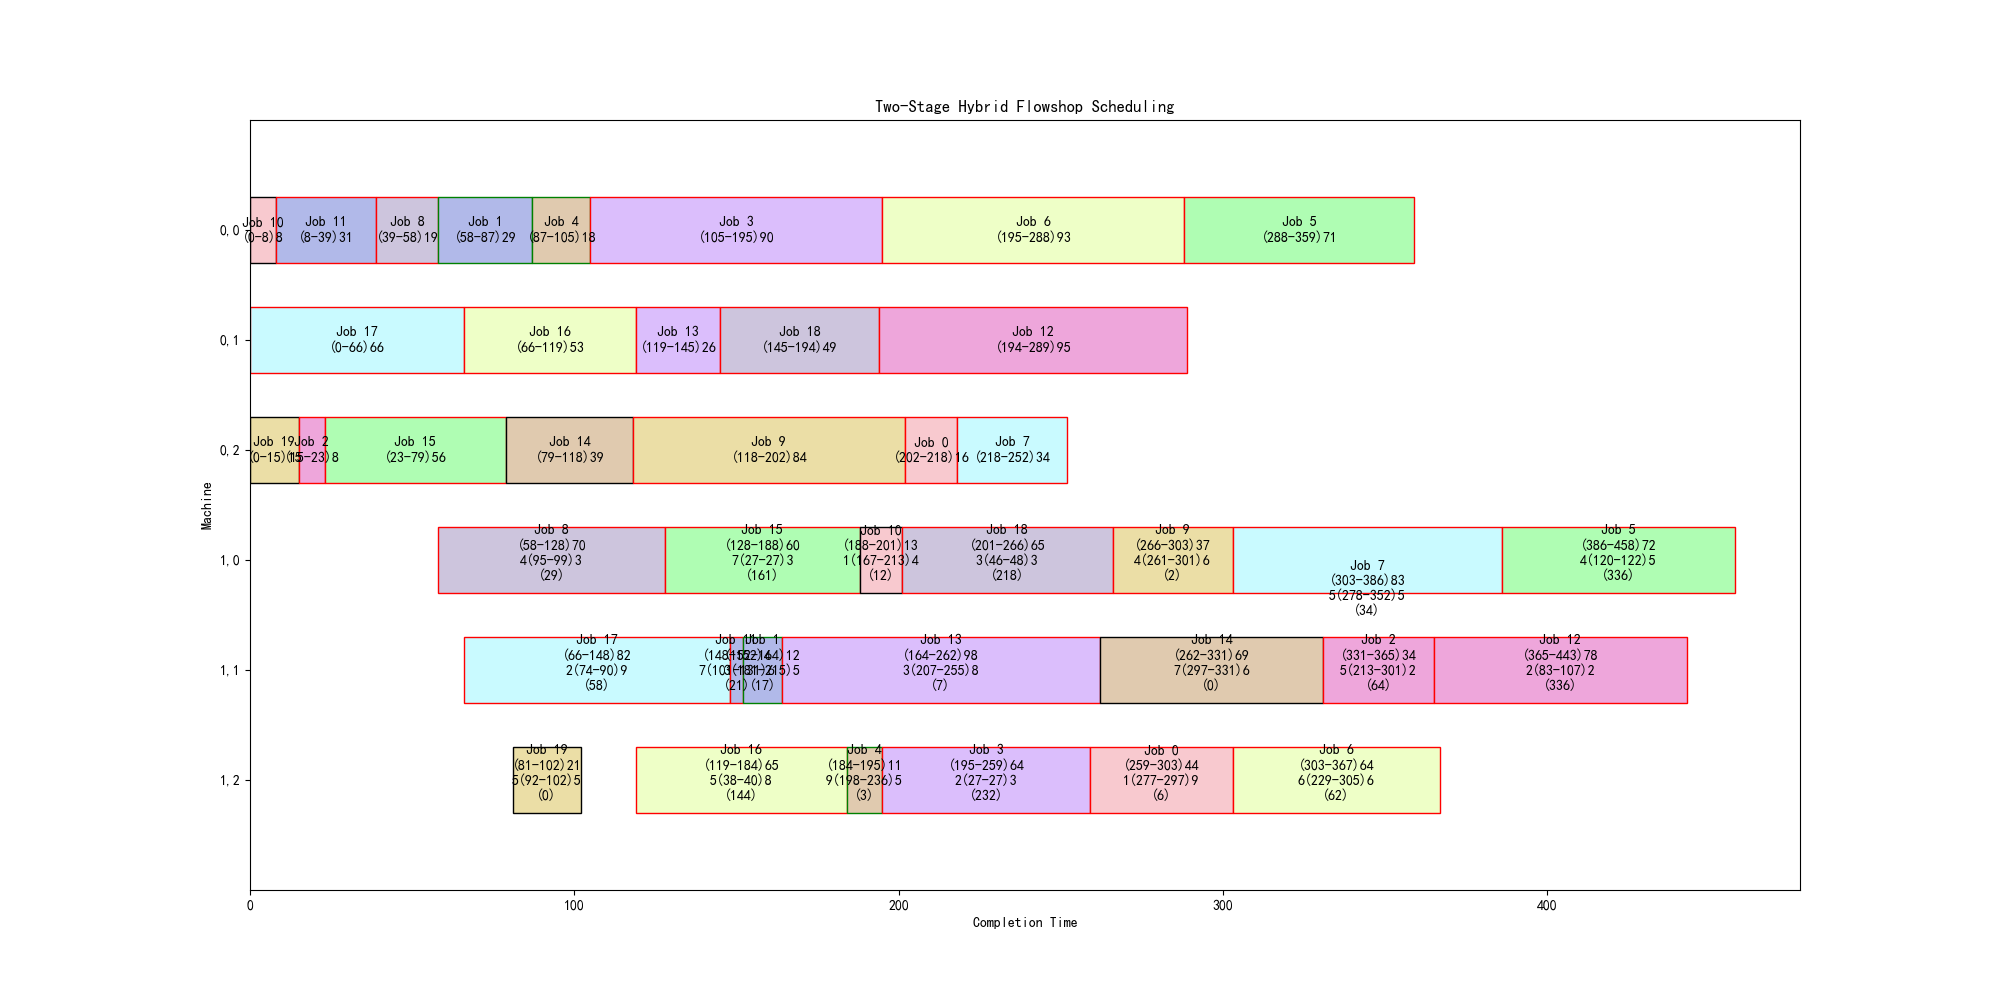 Two-Stage Hybrid Flowshop Scheduling
Machine
0,0
Job 10
(0-8)8
Job 11
(8-39)31
Job 8
(39-58)19
Job 1
(58-87)29
Job 4
(87-105)18
Job 3
(105-195)90
Job 6
(195-288)93
Job 5
(288-359)71
0,1
Job 17
(0-66)66
Job 16
(66-119)53
Job 13
(119-145)26
Job 18
(145-194)49
Job 12
(194-289)95
0,2
Job 19
(0-15)15
Job 2
(15-23)8
Job 15
(23-79)56
Job 14
(79-118)39
Job 9
(118-202)84
Job 0
(202-218)16
Job 7
(218-252)34
1,0
Job 8
(58-128)70
4(95-99)3
(29)
Job 15
(128-188)60
7(27-27)3
(161)
Job 10
(188-201)13
1(167-213)4
(12)
Job 18
(201-266)65
3(46-48)3
(218)
Job 9
(266-303)37
4(261-301)6
(2)
Job 7
(303-386)83
5(278-352)5
(34)
Job 5
(386-458)72
4(120-122)5
(336)
1,1
Job 17
(66-148)82
2(74-90)9
(58)
Job 11
(148-152)4
(21)
Job 1
(152-164)12
(17)
Job 13
(164-262)98
3(207-255)8
(7)
Job 14
(262-331)69
7(297-331)6
(0)
Job 2
(331-365)34
5(213-301)2
(64)
Job 12
(365-443)78
2(83-107)2
(336)
1,2
Job 19
(81-102)21
5(92-102)5
(0)
Job 16
(119-184)65
5(38-40)8
(144)
Job 4
(184-195)11
9(198-236)5
(3)
Job 3
(195-259)64
2(27-27)3
(232)
Job 0
(259-303)44
1(277-297)9
(6)
Job 6
(303-367)64
6(229-305)6
(62)
0 100 200 300 400
Completion Time